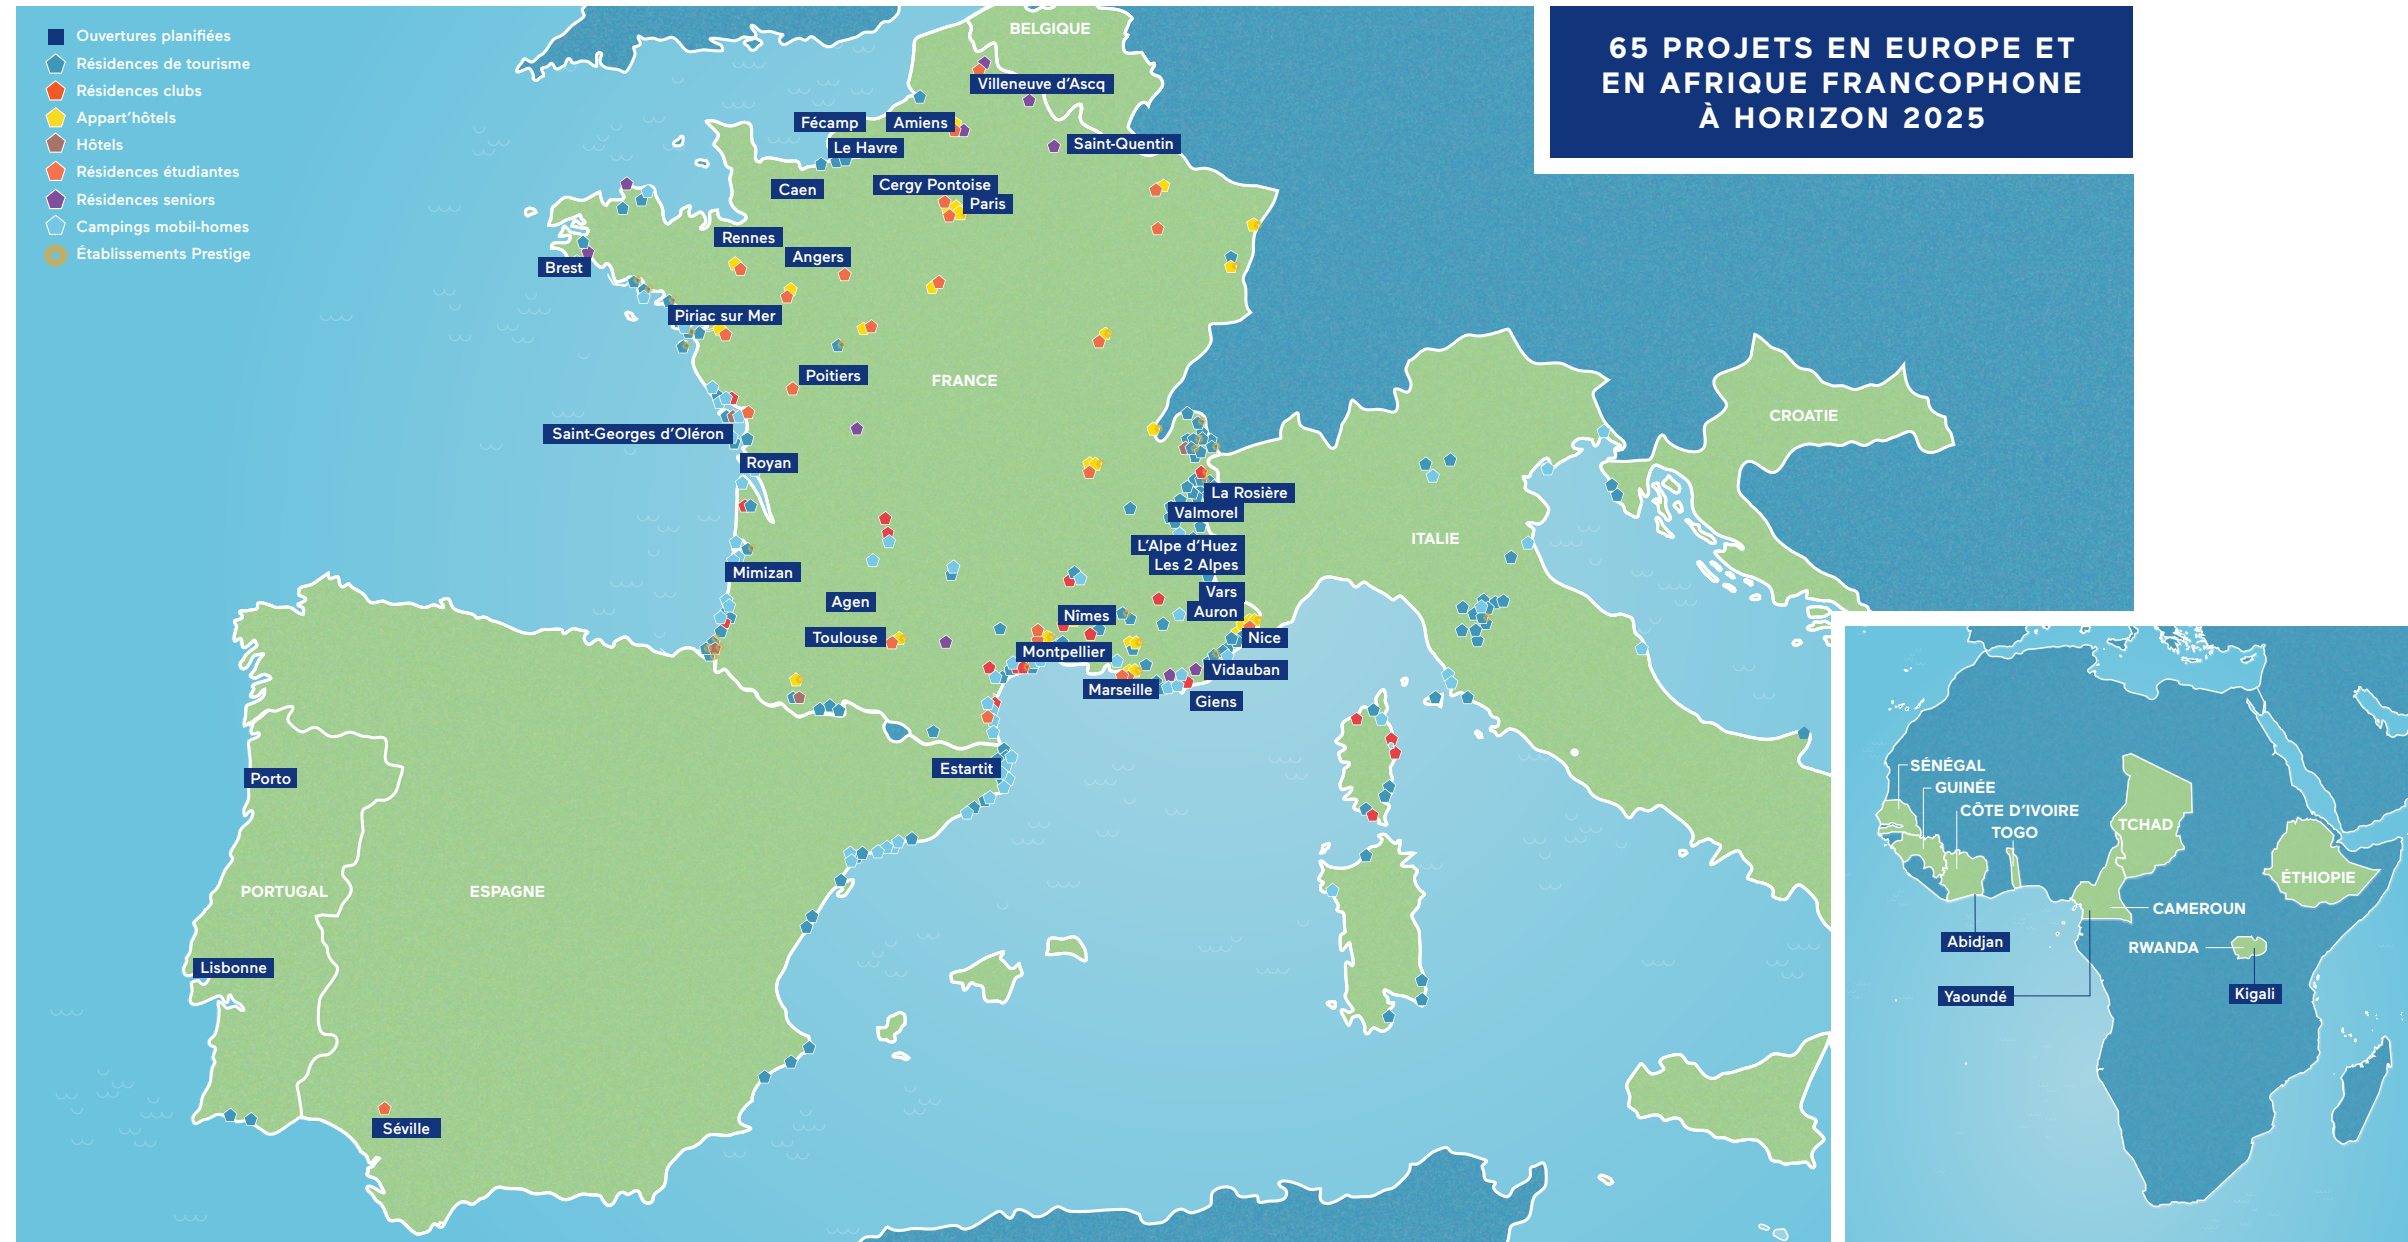 65 PROJETS EN EUROPE ET
EN AFRIQUE FRANCOPHONE
À HORIZON 2025
Ouvertures planifiées
Résidences de tourisme
Résidences clubs
Appart'hôtels
Hôtels
Résidences étudiantes
Résidences seniors
Campings mobil-homes
Établissements Prestige
BELGIQUE
Villeneuve d'Ascq
Fécamp
Amiens
Le Havre
Saint-Quentin
Caen
Cergy Pontoise
Paris
Rennes
Angers
Brest
Piriac sur Mer
Poitiers
FRANCE
CROATIE
Saint-Georges d'Oléron
Royan
La Rosière
Valmorel
ITALIE
L'Alpe d'Huez
Les 2 Alpes
Mimizan
Vars
Agen
Auron
Nîmes
Toulouse
Nice
Montpellier
Vidauban
Marseille
Giens
Estartit
Porto
PORTUGAL
ESPAGNE
Lisbonne
Séville
SÉNÉGAL
GUINÉE
CÔTE D'IVOIRE
TOGO
TCHAD
ÉTHIOPIE
CAMEROUN
Abidjan
RWANDA
Yaoundé
Kigali